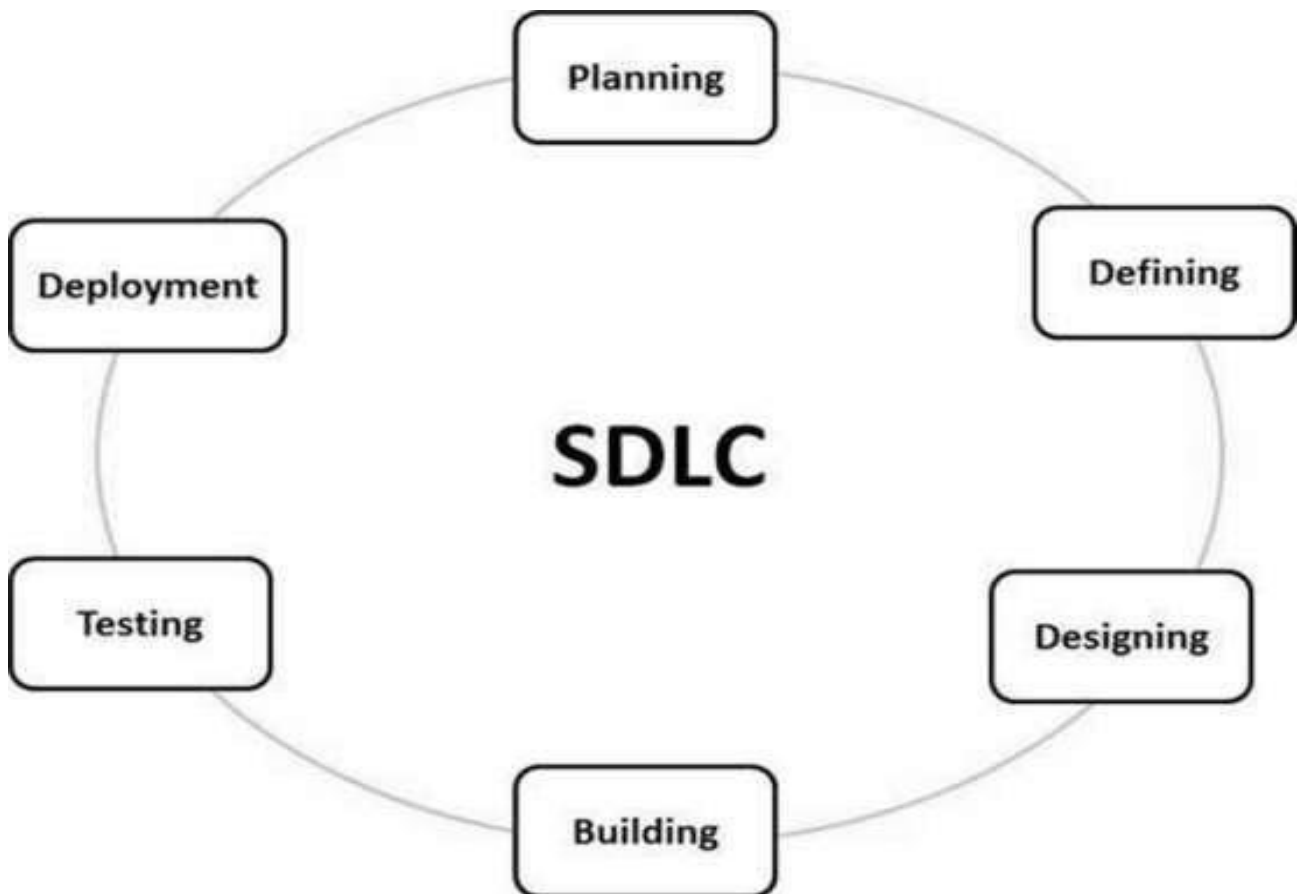 Planning
Defining
Designing
Building
Testing
Deployment
SDLC